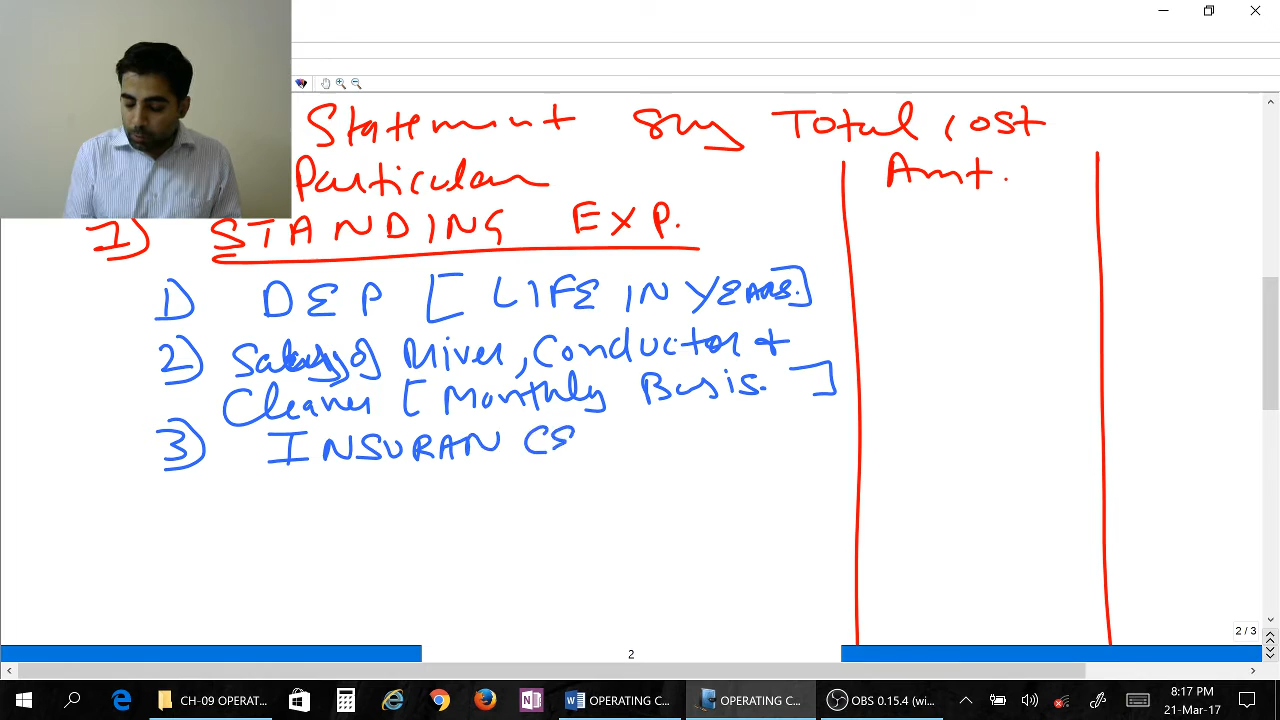 Statement Total cost
Particular Amt.
I) STANDING EXP.
1) DEP [LIFE IN YEARS.]
2) Salary of Driver, Conductor &
Cleaner [Monthly Basis. ]
3) INSURANCE
2 / 3
2
CH-09 OPERAT... OPERATING C... OPERATING C... OBS 0.15.4 (wi... 8:17 PM
21-Mar-17